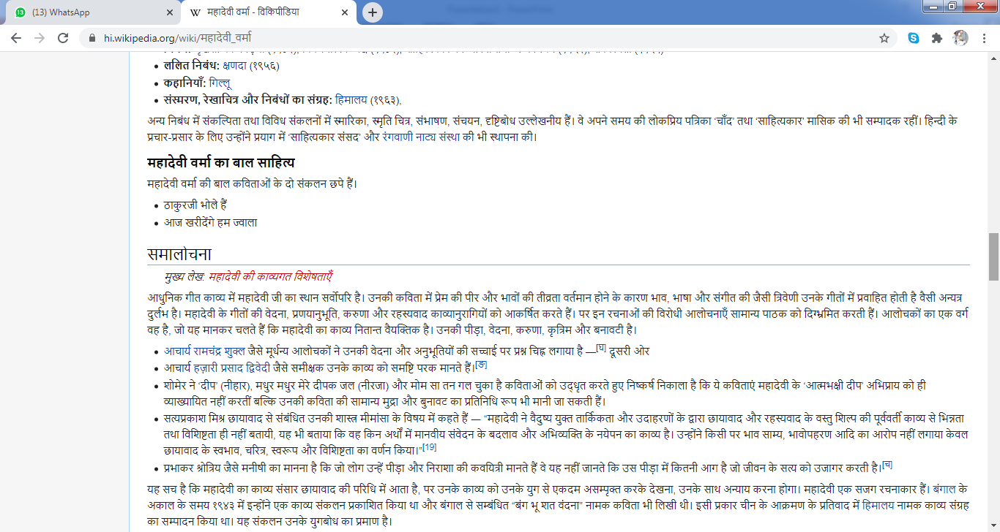 (13) WhatsApp
महादेवी वर्मा - विकिपीडिया
hi.wikipedia.org/wiki/महादेवी_वर्मा
ललित निबंध: क्षणदा (१९५६)
कहानियाँ: गिल्लू
संस्मरण, रेखाचित्र और निबंधों का संग्रह: हिमालय (१९६३),
अन्य निबंध में संकल्पिता तथा विविध संकलनों में स्मारिका, स्मृति चित्र, संभाषण, संचयन, दृष्टिबोध उल्लेखनीय हैं। वे अपने समय की लोकप्रिय पत्रिका ‘चाँद’ तथा ‘साहित्यकार’ मासिक की भी सम्पादक रहीं। हिन्दी के
प्रचार-प्रसार के लिए उन्होंने प्रयाग में ‘साहित्यकार संसद’ और रंगवाणी नाट्य संस्था की भी स्थापना की।
महादेवी वर्मा का बाल साहित्य
महादेवी वर्मा की बाल कविताओं के दो संकलन छपे हैं।
ठाकुरजी भोले हैं
आज खरीदेंगे हम ज्वाला
समालोचना
मुख्य लेख: महादेवी की काव्यगत विशेषताएँ
आधुनिक गीत काव्य में महादेवी जी का स्थान सर्वोपरि है। उनकी कविता में प्रेम की पीर और भावों की तीव्रता वर्तमान होने के कारण भाव, भाषा और संगीत की जैसी त्रिवेणी उनके गीतों में प्रवाहित होती है वैसी अन्यत्र
दुर्लभ है। महादेवी के गीतों की वेदना, प्रणयानुभूति, करुणा और रहस्यवाद काव्यानुरागियों को आकर्षित करते हैं। पर इन रचनाओं की विरोधी आलोचनाएँ सामान्य पाठक को दिग्भ्रमित करती हैं। आलोचकों का एक वर्ग
वह है, जो यह मानकर चलते हैं कि महादेवी का काव्य नितान्त वैयक्तिक है। उनकी पीड़ा, वेदना, करुणा, कृत्रिम और बनावटी है।
आचार्य रामचंद्र शुक्ल जैसे मूर्धन्य आलोचकों ने उनकी वेदना और अनुभूतियों की सच्चाई पर प्रश्न चिह्न लगाया है —[घ] दूसरी ओर
आचार्य हज़ारी प्रसाद द्विवेदी जैसे समीक्षक उनके काव्य को समष्टि परक मानते हैं।[ङ]
शोमेर ने ‘दीप’ (नीहार), मधुर मधुर मेरे दीपक जल (नीरजा) और मोम सा तन गल चुका है कविताओं को उद्धृत करते हुए निष्कर्ष निकाला है कि ये कविताएं महादेवी के ‘आत्मभक्षी दीप’ अभिप्राय को ही
व्याख्यायित नहीं करतीं बल्कि उनकी कविता की सामान्य मुद्रा और बुनावट का प्रतिनिधि रूप भी मानी जा सकती हैं।
सत्यप्रकाश मिश्र छायावाद से संबंधित उनकी शास्त्र मीमांसा के विषय में कहते हैं — “महादेवी ने वैदुष्य युक्त तार्किकता और उदाहरणों के द्वारा छायावाद और रहस्यवाद के वस्तु शिल्प की पूर्ववर्ती काव्य से भिन्नता
तथा विशिष्टता ही नहीं बतायी, यह भी बताया कि वह किन अर्थों में मानवीय संवेदन के बदलाव और अभिव्यक्ति के नयेपन का काव्य है। उन्होंने किसी पर भाव साम्य, भावोपहरण आदि का आरोप नहीं लगाया केवल
छायावाद के स्वभाव, चरित्र, स्वरूप और विशिष्टता का वर्णन किया।”[19]
प्रभाकर श्रोत्रिय जैसे मनीषी का मानना है कि जो लोग उन्हें पीड़ा और निराशा की कवयित्री मानते हैं वे यह नहीं जानते कि उस पीड़ा में कितनी आग है जो जीवन के सत्य को उजागर करती है।[च]
यह सच है कि महादेवी का काव्य संसार छायावाद की परिधि में आता है, पर उनके काव्य को उनके युग से एकदम असम्पृक्त करके देखना, उनके साथ अन्याय करना होगा। महादेवी एक सजग रचनाकार हैं। बंगाल के
अकाल के समय १९४३ में इन्होंने एक काव्य संकलन प्रकाशित किया था और बंगाल से सम्बंधित “बंग भू शत वंदना” नामक कविता भी लिखी थी। इसी प्रकार चीन के आक्रमण के प्रतिवाद में हिमालय नामक काव्य संग्रह
का सम्पादन किया था। यह संकलन उनके युगबोध का प्रमाण है।